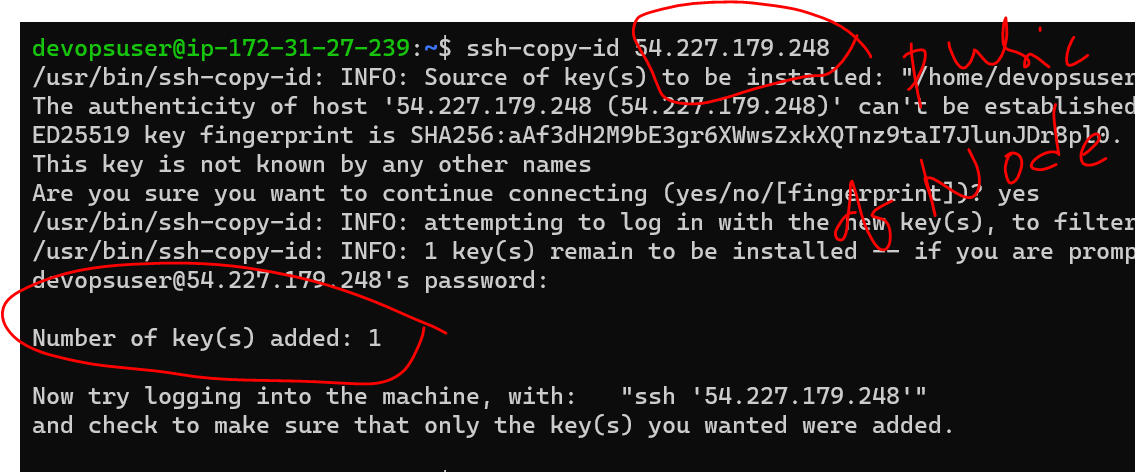 devopsuser@ip-172-31-27-239:~$ ssh-copy-id 54.227.179.248
/usr/bin/ssh-copy-id: INFO: Source of key(s) to be installed: "/home/devopsuser
The authenticity of host '54.227.179.248 (54.227.179.248)' can't be established
ED25519 key fingerprint is SHA256:aAf3dH2M9bE3gr6XWwsZxkXQTnz9taI7JlunJDr8pl0.
This key is not known by any other names
Are you sure you want to continue connecting (yes/no/[fingerprint])? yes
/usr/bin/ssh-copy-id: INFO: attempting to log in with the new key(s), to filter
/usr/bin/ssh-copy-id: INFO: 1 key(s) remain to be installed -- if you are promp
devopsuser@54.227.179.248's password:
Number of key(s) added: 1
Now try logging into the machine, with:   "ssh '54.227.179.248'"
and check to make sure that only the key(s) you wanted were added.
public
Node